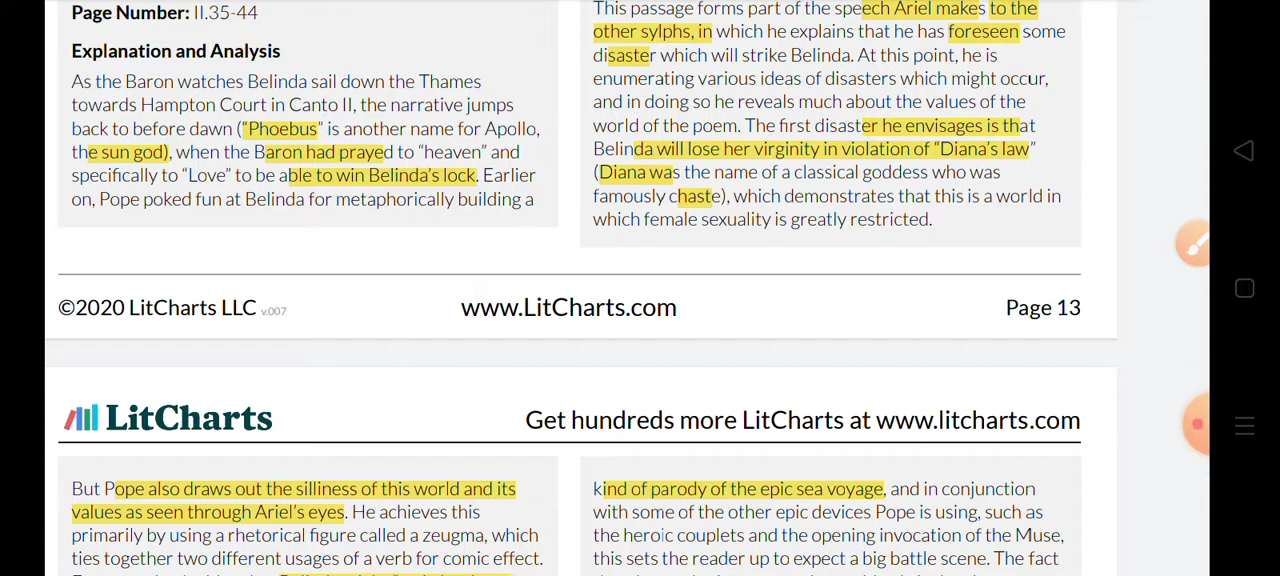 Page Number: II.35-44
Explanation and Analysis
As the Baron watches Belinda sail down the Thames
towards Hampton Court in Canto II, the narrative jumps
back to before dawn (“Phoebus” is another name for Apollo,
the sun god), when the Baron had prayed to “heaven” and
specifically to “Love” to be able to win Belinda’s lock. Earlier
on, Pope poked fun at Belinda for metaphorically building a
This passage forms part of the speech Ariel makes to the
other sylphs, in which he explains that he has foreseen some
disaster which will strike Belinda. At this point, he is
enumerating various ideas of disasters which might occur,
and in doing so he reveals much about the values of the
world of the poem. The first disaster he envisages is that
Belinda will lose her virginity in violation of “Diana’s law”
(Diana was the name of a classical goddess who was
famously chaste), which demonstrates that this is a world in
which female sexuality is greatly restricted.
©2020 LitCharts LLC v.007
www.LitCharts.com
Page 13
LitCharts
Get hundreds more LitCharts at www.litcharts.com
But Pope also draws out the silliness of this world and its
values as seen through Ariel’s eyes. He achieves this
primarily by using a rhetorical figure called a zeugma, which
ties together two different usages of a verb for comic effect.
kind of parody of the epic sea voyage, and in conjunction
with some of the other epic devices Pope is using, such as
the heroic couplets and the opening invocation of the Muse,
this sets the reader up to expect a big battle scene. The fact